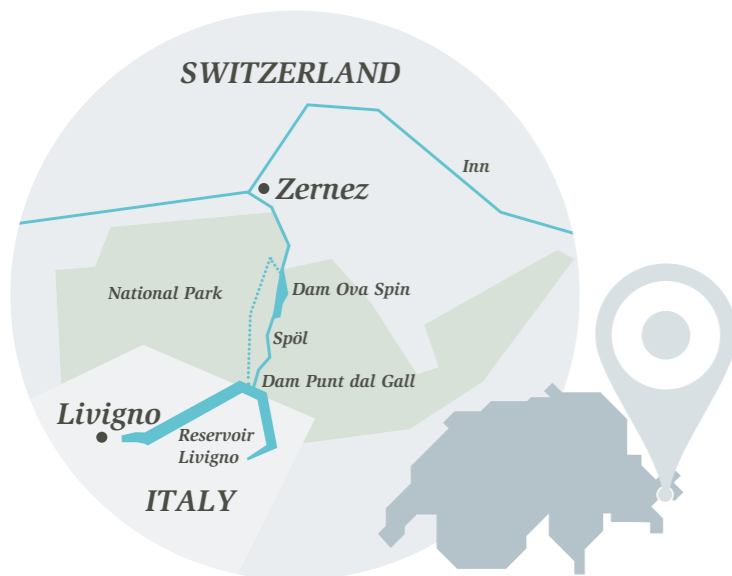 SWITZERLAND
Inn
Zernez
National Park
Dam Ova Spin
Spöl
Dam Punt dal Gall
Livigno
Reservoir
Livigno
ITALY